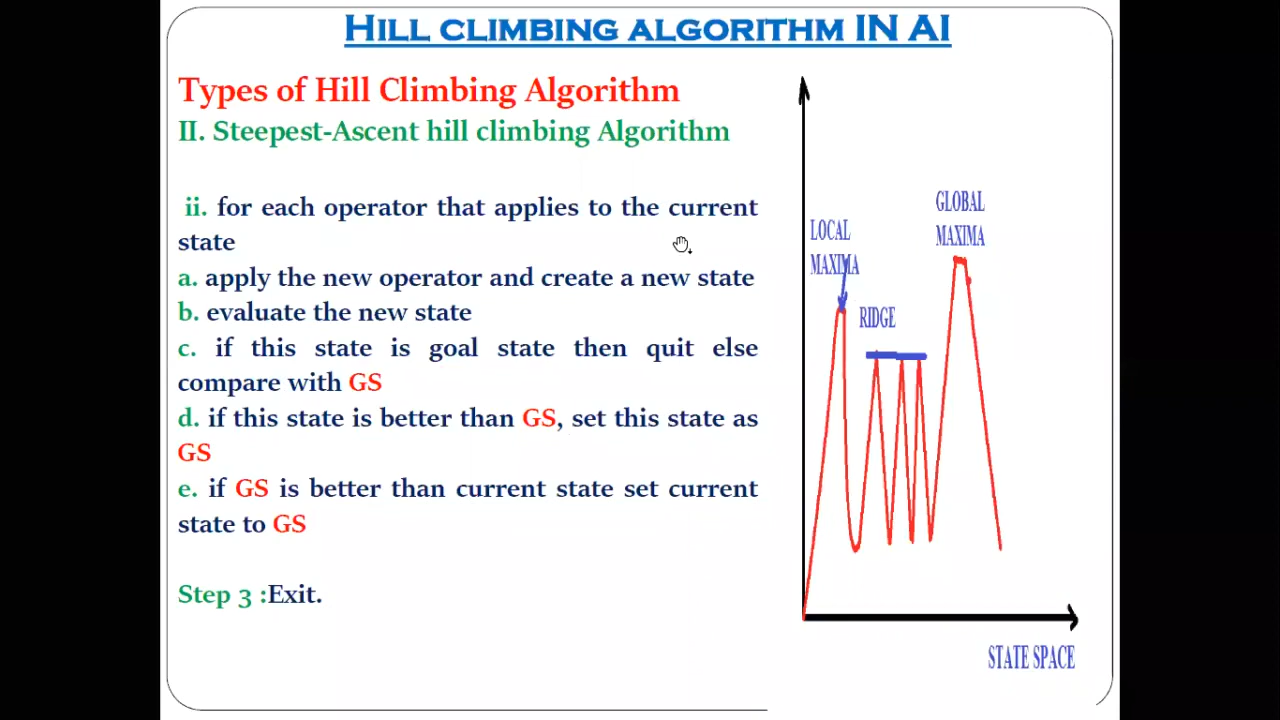 HILL CLIMBING ALGORITHM IN AI
Types of Hill Climbing Algorithm
II. Steepest-Ascent hill climbing Algorithm
ii. for each operator that applies to the current
state
a. apply the new operator and create a new state
b. evaluate the new state
c. if this state is goal state then quit else
compare with GS
d. if this state is better than GS, set this state as
GS
e. if GS is better than current state set current
state to GS
Step 3 :Exit.
LOCAL
MAXIMA
RIDGE
GLOBAL
MAXIMA
STATE SPACE